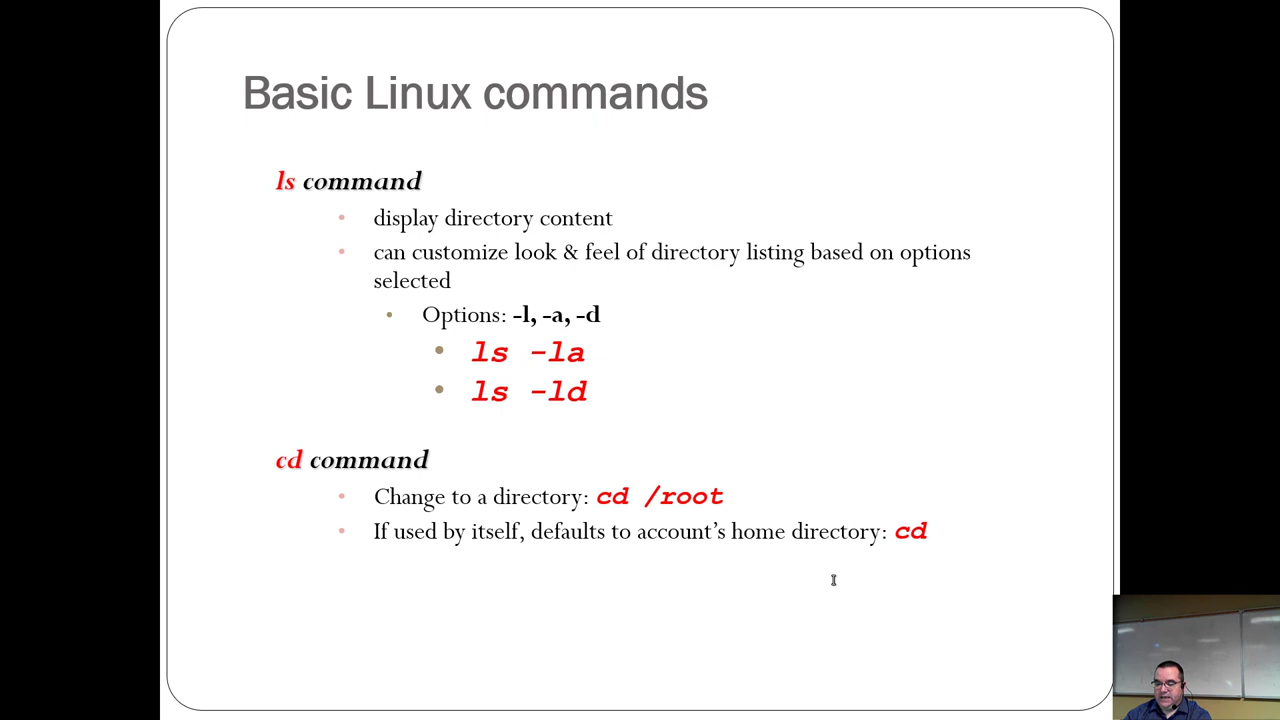 Basic Linux commands
ls command
• display directory content
• can customize look & feel of directory listing based on options
selected
• Options: -l, -a, -d
• ls -la
• ls -ld
cd command
• Change to a directory: cd /root
• If used by itself, defaults to account’s home directory: cd